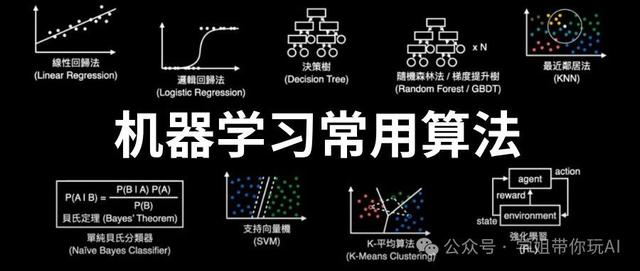 線性回歸法
(Linear Regression)
邏輯回歸法
(Logistic Regression)
決策樹
(Decision Tree)
x N
隨機森林法 / 梯度提升樹
(Random Forest / GBDT)
最近鄰居法
(KNN)
机器学习常用算法
P(A | B) = P(B | A) P(A)
P(B)
貝氏定理 (Bayes' Theorem)
單純貝氏分類器
(Naïve Bayes Classifier)
支持向量機
(SVM)
K-平均算法
(K-Means Clustering)
agent
action
reward
state
environment
強化學習
(RL)
公众号 ·
姐带你玩AI